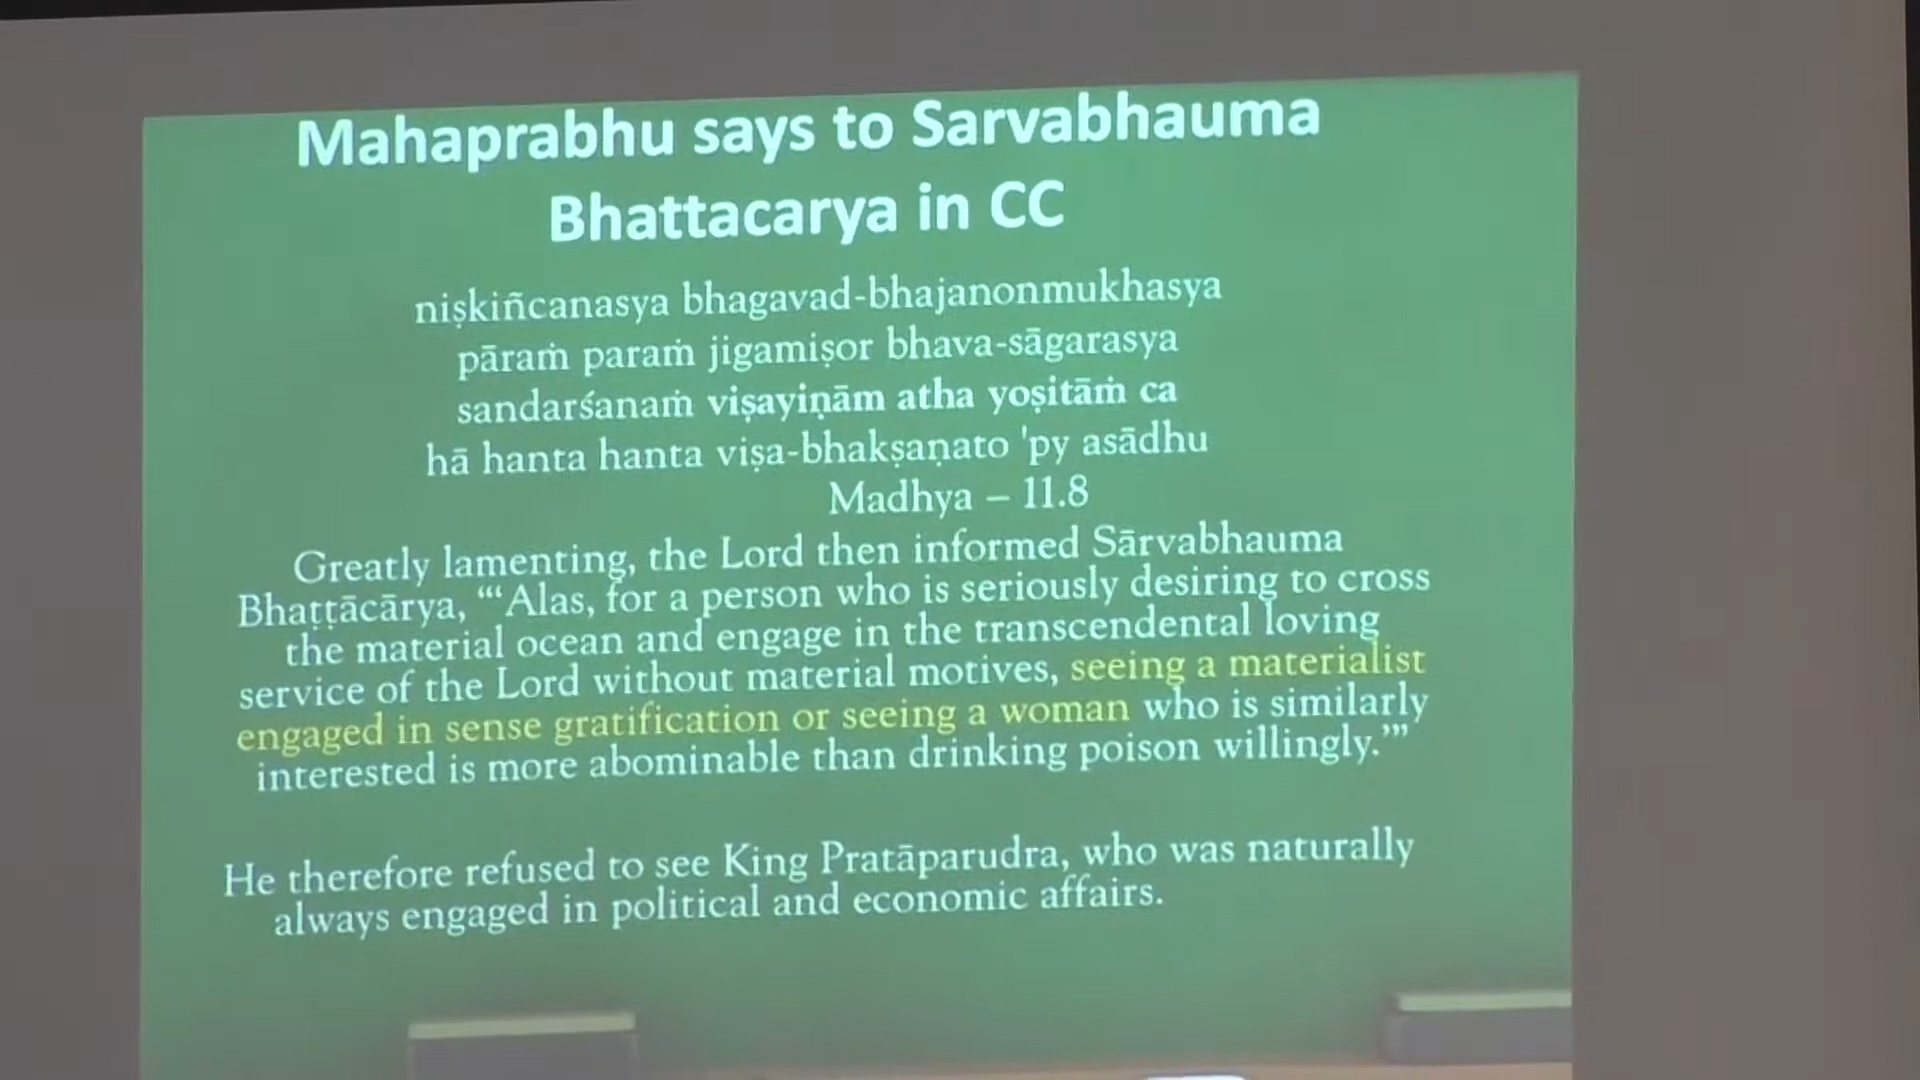 Mahaprabhu says to Sarvabhauma
Bhattacarya in CC
niṣkiñcanasya bhagavad-bhajanonmukhasya
pāraṁ paraṁ jigamiṣor bhava-sāgarasya
sandarśanaṁ viṣayiṇām atha yoṣitāṁ ca
hā hanta hanta viṣa-bhakṣaṇato 'py asādhu
Madhya – 11.8
Greatly lamenting, the Lord then informed Sārvabhauma
Bhaṭṭācārya, “‘Alas, for a person who is seriously desiring to cross
the material ocean and engage in the transcendental loving
service of the Lord without material motives, seeing a materialist
engaged in sense gratification or seeing a woman who is similarly
interested is more abominable than drinking poison willingly.’”
He therefore refused to see King Pratāparudra, who was naturally
always engaged in political and economic affairs.